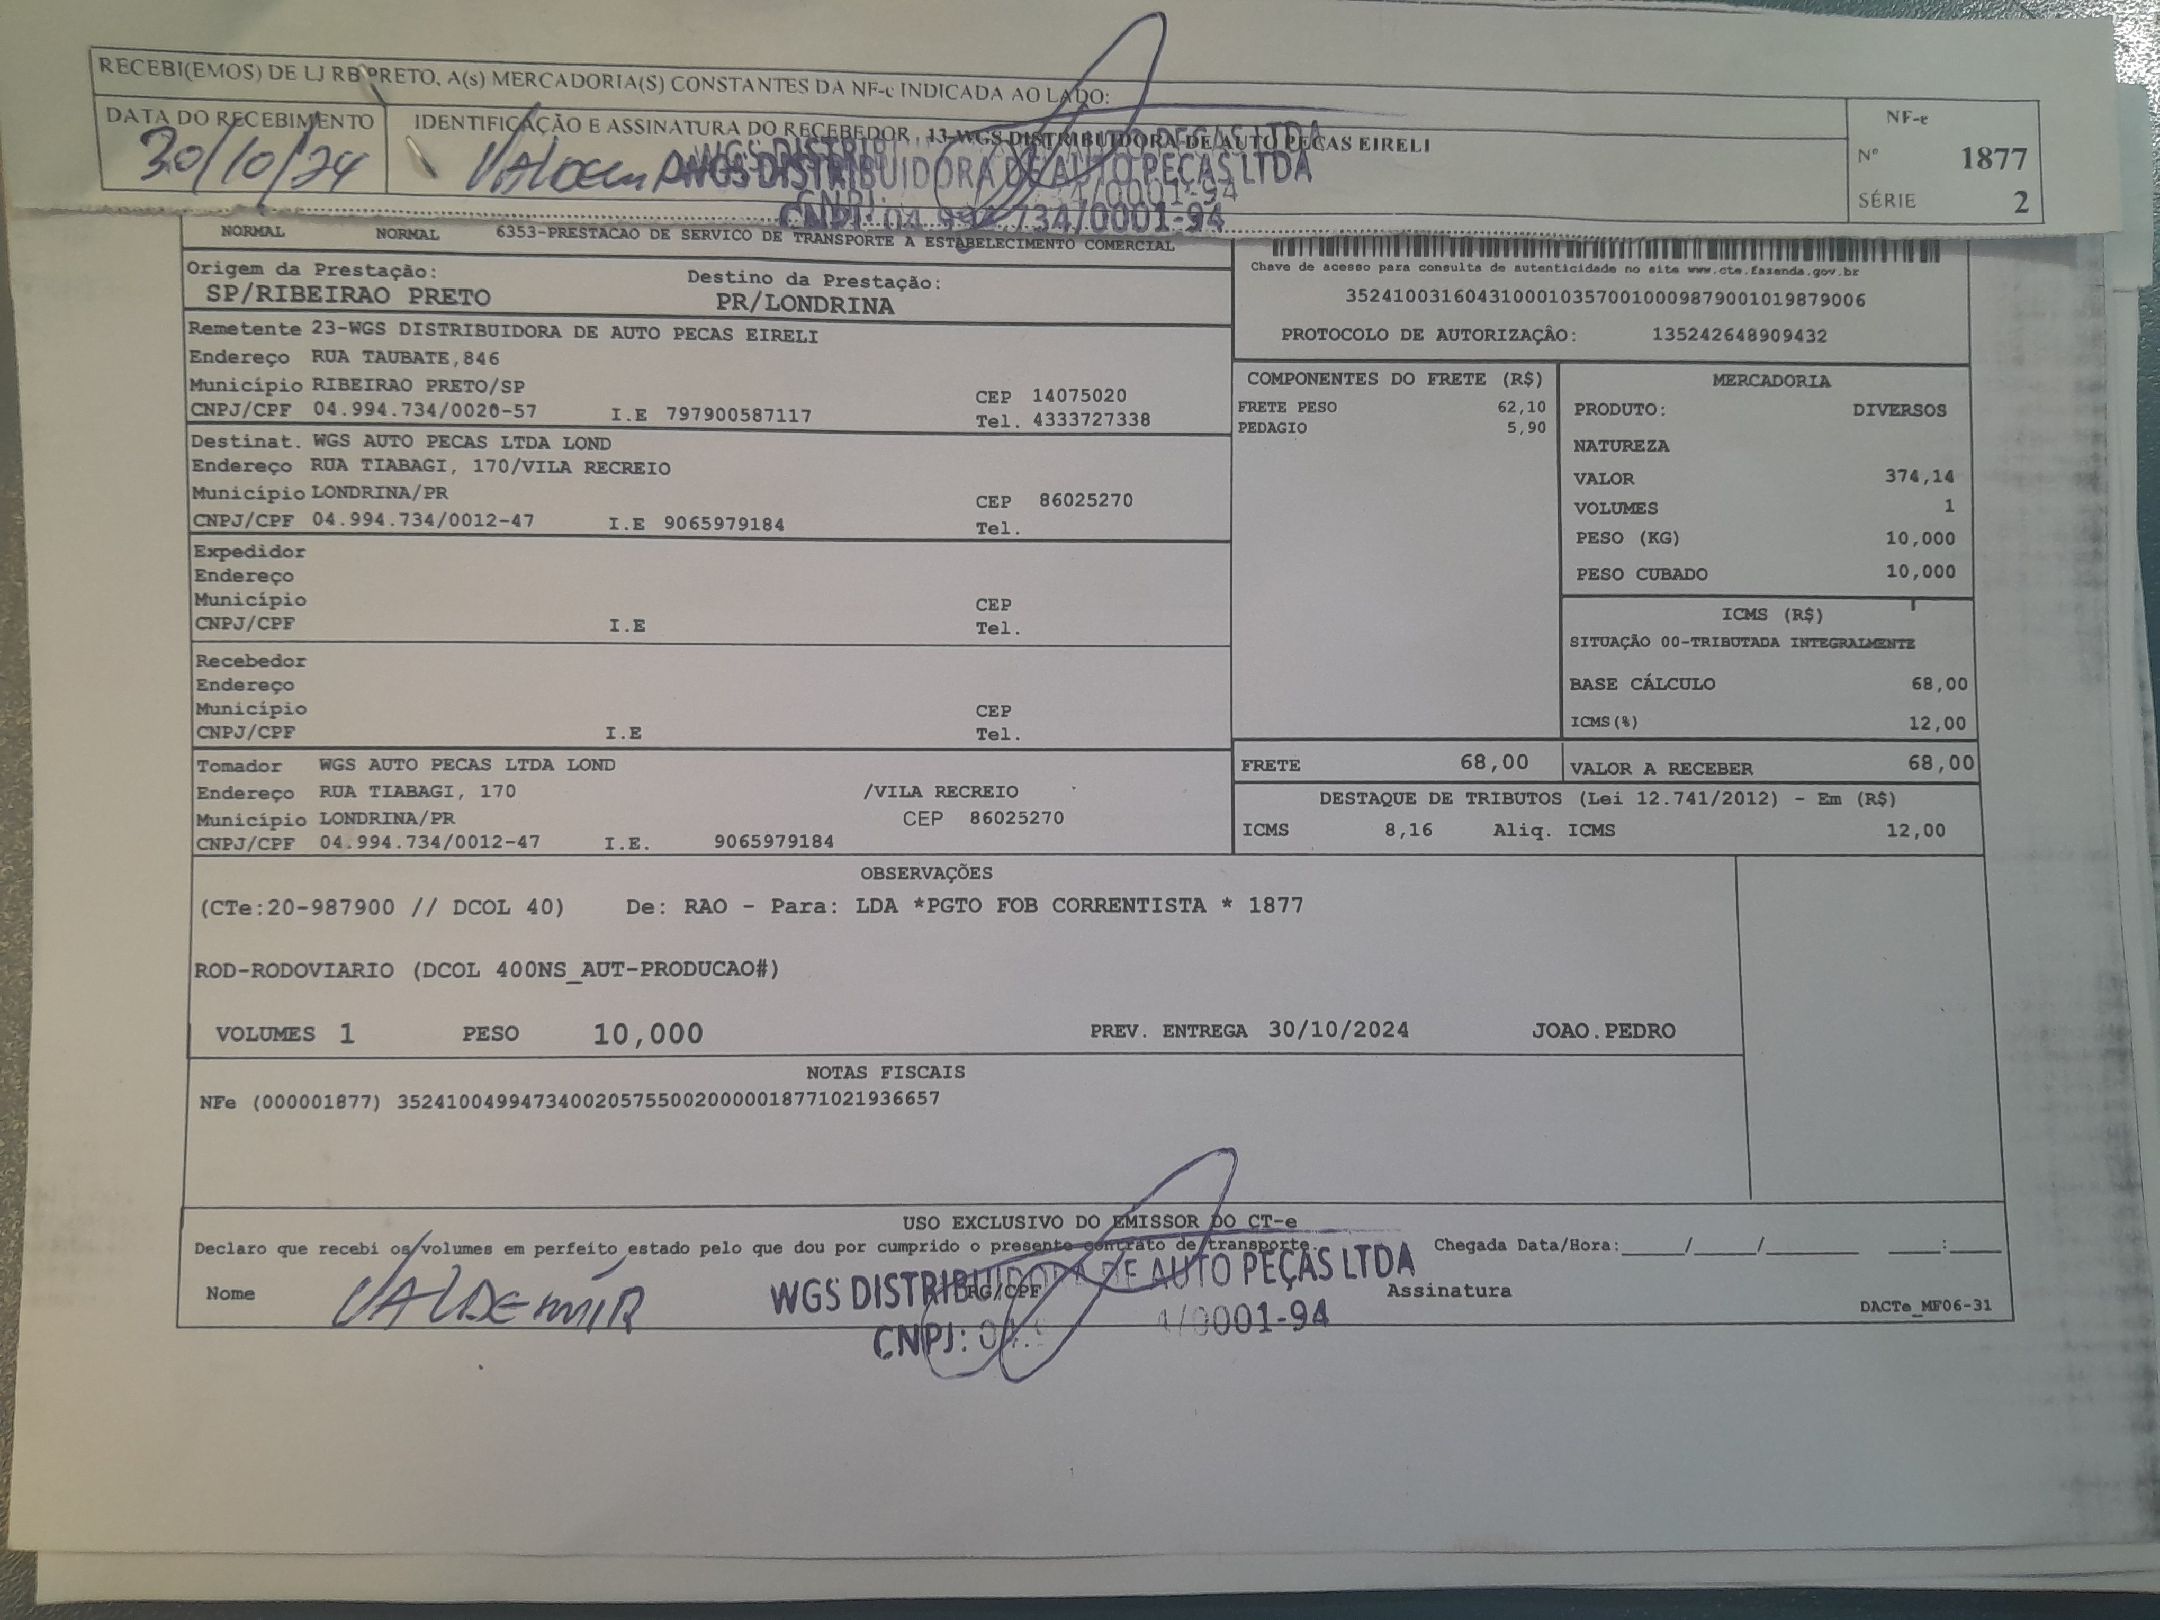 RECEBI(EMOS) DE LJ RB PRETO, A(s) MERCADORIA(S) CONSTANTES DA NF-e INDICADA AO LADO:
DATA DO RECEBIMENTO
30/10/24
IDENTIFICAÇÃO E ASSINATURA DO RECEBEDOR, 13-WGS DISTRIBUIDORA DE AUTO PECAS EIRELI
WGS DISTRIBUIDORA DE AUTO PEÇAS LTDA
CNPJ: 04.994.734/0001-94
NF-e
Nº 1877
SÉRIE 2
NORMAL NORMAL 6353-PRESTACAO DE SERVICO DE TRANSPORTE A ESTABELECIMENTO COMERCIAL
Origem da Prestação: Destino da Prestação:
SP/RIBEIRAO PRETO PR/LONDRINA
Remetente 23-WGS DISTRIBUIDORA DE AUTO PECAS EIRELI
Endereço RUA TAUBATE,846
Município RIBEIRAO PRETO/SP CEP 14075020
CNPJ/CPF 04.994.734/0020-57 I.E 797900587117 Tel. 4333727338
Destinat. WGS AUTO PECAS LTDA LOND
Endereço RUA TIABAGI, 170/VILA RECREIO
Município LONDRINA/PR CEP 86025270
CNPJ/CPF 04.994.734/0012-47 I.E 9065979184 Tel.
Expedidor
Endereço
Município CEP
CNPJ/CPF I.E Tel.
Recebedor
Endereço
Município CEP
CNPJ/CPF I.E Tel.
Tomador WGS AUTO PECAS LTDA LOND
Endereço RUA TIABAGI, 170 /VILA RECREIO
Município LONDRINA/PR CEP 86025270
CNPJ/CPF 04.994.734/0012-47 I.E. 9065979184
Chave de acesso para consulta de autenticidade no site www.cte.fazenda.gov.br
35241003160431000103570010009879001019879006
PROTOCOLO DE AUTORIZAÇÃO: 135242648909432
COMPONENTES DO FRETE (R$)
FRETE PESO 62,10
PEDAGIO 5,90
MERCADORIA
PRODUTO: DIVERSOS
NATUREZA
VALOR 374,14
VOLUMES 1
PESO (KG) 10,000
PESO CUBADO 10,000
ICMS (R$)
SITUAÇÃO 00-TRIBUTADA INTEGRALMENTE
BASE CÁLCULO 68,00
ICMS(%) 12,00
FRETE 68,00 VALOR A RECEBER 68,00
DESTAQUE DE TRIBUTOS (Lei 12.741/2012) - Em (R$)
ICMS 8,16 Aliq. ICMS 12,00
OBSERVAÇÕES
(CTe:20-987900 // DCOL 40) De: RAO - Para: LDA *PGTO FOB CORRENTISTA * 1877
ROD-RODOVIARIO (DCOL 400NS_AUT-PRODUCAO#)
VOLUMES 1 PESO 10,000 PREV. ENTREGA 30/10/2024 JOAO.PEDRO
NOTAS FISCAIS
NFe (000001877) 35241004994734002057550020000018771021936657
USO EXCLUSIVO DO EMISSOR DO CT-e
Declaro que recebi os volumes em perfeito estado pelo que dou por cumprido o presente contrato de transporte. Chegada Data/Hora:____/____/______ ___:___
Nome VALDEMIR RG/CPF Assinatura
WGS DISTRIBUIDORA DE AUTO PEÇAS LTDA
CNPJ: 04. 4/0001-94
DACTe_MF06-31